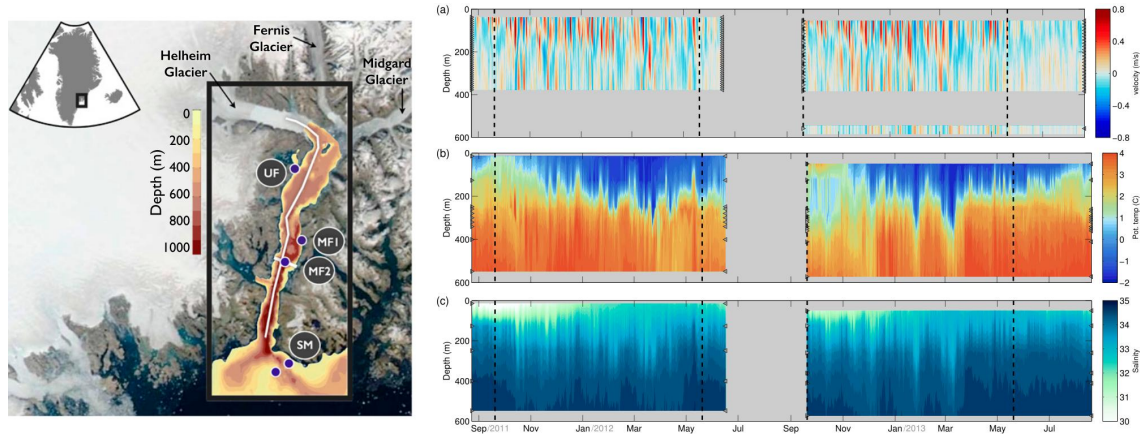 Fernis
Glacier
Helheim
Glacier
Midgard
Glacier
Depth (m)
0
200
400
600
800
1000
UF
MF1
MF2
SM
(a)
Depth (m)
0
200
400
600
velocity (m/s)
0.8
0.4
0
-0.4
-0.8
(b)
Depth (m)
0
200
400
600
Pot. temp (C)
4
3
2
1
0
−1
−2
(c)
Depth (m)
0
200
400
600
Salinity
35
34
33
32
31
30
Sep/2011 Nov Jan/2012 Mar May Jul Sep Nov Jan/2013 Mar May Jul